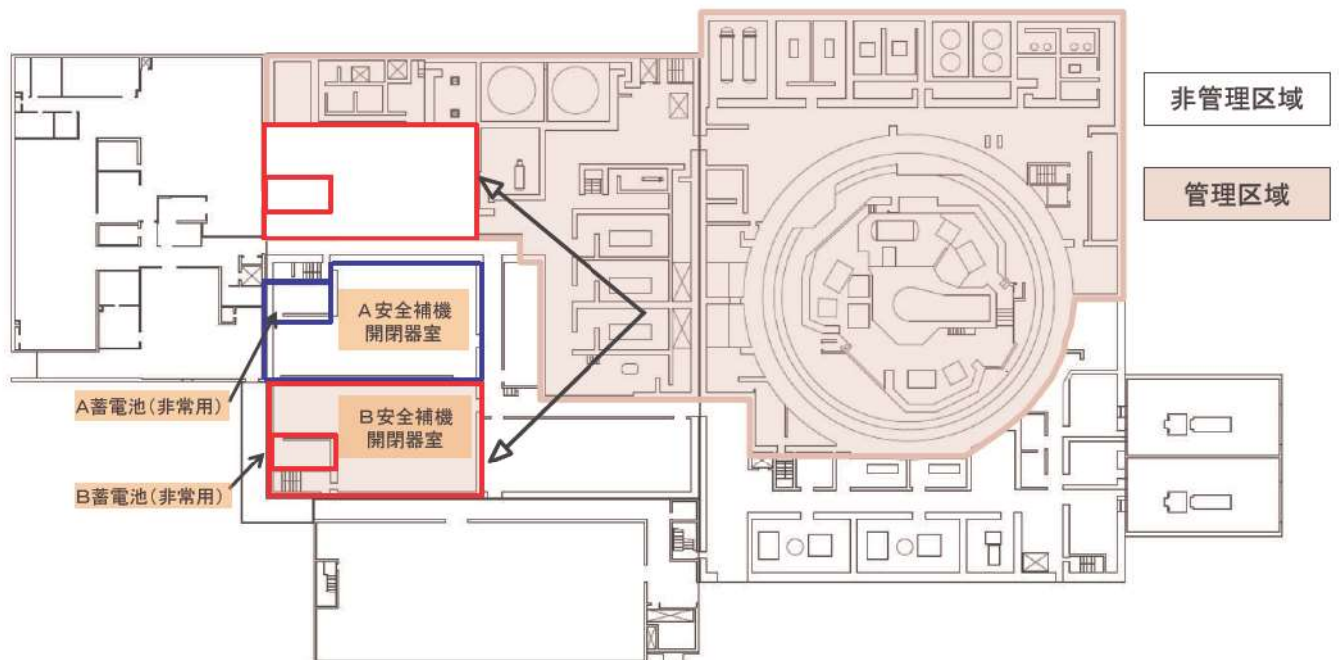 非管理区域
管理区域
A安全補機
開閉器室
A蓄電池(非常用)
B安全補機
開閉器室
B蓄電池(非常用)